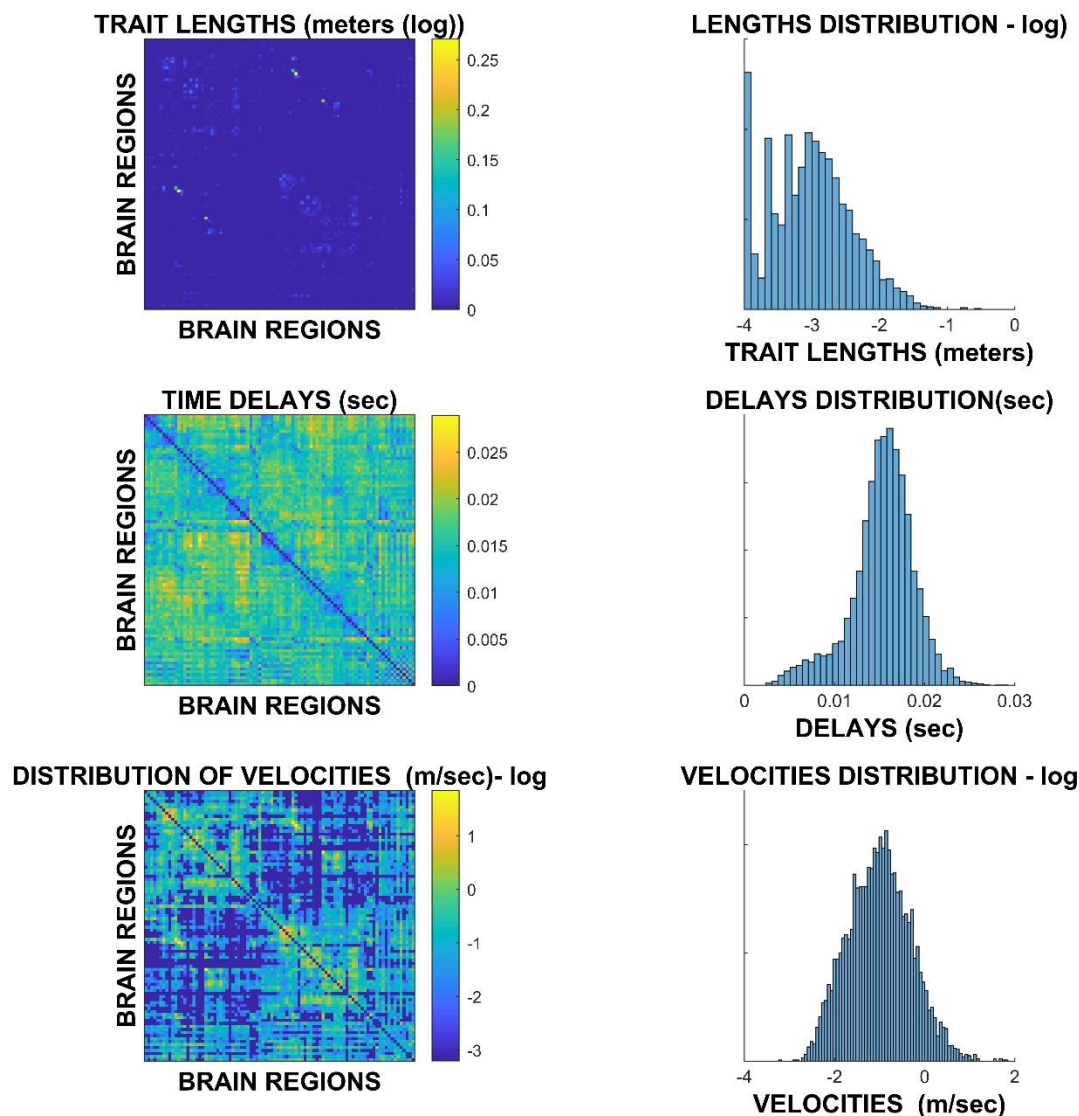 TRAIT LENGTHS (meters (log))
BRAIN REGIONS
0.25
0.2
0.15
0.1
0.05
0
BRAIN REGIONS
LENGTHS DISTRIBUTION - log)
-4 -3 -2 -1 0
TRAIT LENGTHS (meters)
TIME DELAYS (sec)
BRAIN REGIONS
0.025
0.02
0.015
0.01
0.005
0
BRAIN REGIONS
DELAYS DISTRIBUTION(sec)
0 0.01 0.02 0.03
DELAYS (sec)
DISTRIBUTION OF VELOCITIES (m/sec)- log
BRAIN REGIONS
1
0
-1
-2
-3
BRAIN REGIONS
VELOCITIES DISTRIBUTION - log
-4 -2 0 2
VELOCITIES (m/sec)